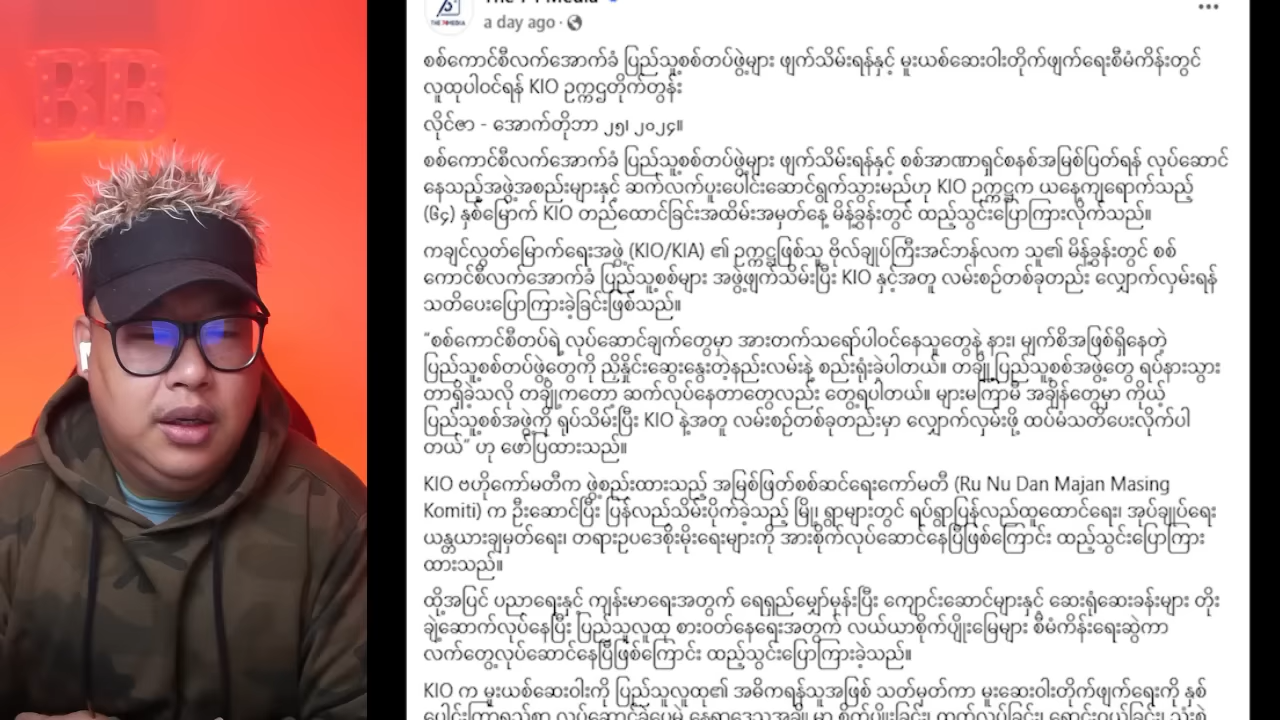 BB
THE 74 MEDIA
a day ago ·
စစ်ကောင်စီလက်အောက်ခံ ပြည်သူ့စစ်တပ်ဖွဲ့များ ဖျက်သိမ်းရန်နှင့် မူးယစ်ဆေးဝါးတိုက်ဖျက်ရေးစီမံကိန်းတွင်
လူထုပါဝင်ရန် KIO ဥက္ကဌတိုက်တွန်း
လိုင်ဇာ - အောက်တိုဘာ ၂၅၊ ၂၀၂၄။
စစ်ကောင်စီလက်အောက်ခံ ပြည်သူ့စစ်တပ်ဖွဲ့များ ဖျက်သိမ်းရန်နှင့် စစ်အာဏာရှင်စနစ်အမြစ်ပြတ်ရန် လုပ်ဆောင်
နေသည့်အဖွဲ့အစည်းများနှင့် ဆက်လက်ပူးပေါင်းဆောင်ရွက်သွားမည်ဟု KIO ဥက္ကဋ္ဌက ယနေ့ကျရောက်သည့်
(၆၄) နှစ်မြောက် KIO တည်ထောင်ခြင်းအထိမ်းအမှတ်နေ့ မိန့်ခွန်းတွင် ထည့်သွင်းပြောကြားလိုက်သည်။
ကချင်လွတ်မြောက်ရေးအဖွဲ့ (KIO/KIA) ၏ ဥက္ကဋ္ဌဖြစ်သူ ဗိုလ်ချုပ်ကြီးအင်ဘန်လက သူ၏ မိန့်ခွန်းတွင် စစ်
ကောင်စီလက်အောက်ခံ ပြည်သူ့စစ်များ အဖွဲ့ဖျက်သိမ်းပြီး KIO နှင့်အတူ လမ်းစဉ်တစ်ခုတည်း လျှောက်လှမ်းရန်
သတိပေးပြောကြားခဲ့ခြင်းဖြစ်သည်။
“စစ်ကောင်စီတပ်ရဲ့ လုပ်ဆောင်ချက်တွေမှာ အားတက်သရောပါဝင်နေသူတွေနဲ့ နား၊ မျက်စိအဖြစ်ရှိနေတဲ့
ပြည်သူ့စစ်တပ်ဖွဲ့တွေကို ညှိနှိုင်းဆွေးနွေးတဲ့နည်းလမ်းနဲ့ စည်းရုံးခဲ့ပါတယ်။ တချို့ပြည်သူ့စစ်အဖွဲ့တွေ ရပ်နားသွား
တာရှိခဲ့သလို တချို့ကတော့ ဆက်လုပ်နေတာတွေလည်း တွေ့ရပါတယ်။ များမကြာမီ အချိန်တွေမှာ ကိုယ့်
ပြည်သူ့စစ်အဖွဲ့ကို ရုပ်သိမ်းပြီး KIO နဲ့အတူ လမ်းစဉ်တစ်ခုတည်းမှာ လျှောက်လှမ်းဖို့ ထပ်မံသတိပေးလိုက်ပါ
တယ်” ဟု ဖော်ပြထားသည်။
KIO ဗဟိုကော်မတီက ဖွဲ့စည်းထားသည့် အမြစ်ဖြတ်စစ်ဆင်ရေးကော်မတီ (Ru Nu Dan Majan Masing
Komiti) က ဦးဆောင်ပြီး ပြန်လည်သိမ်းပိုက်ခဲ့သည့် မြို့၊ ရွာများတွင် ရပ်ရွာပြန်လည်ထူထောင်ရေး၊ အုပ်ချုပ်ရေး
ယန္တယားချမှတ်ရေး၊ တရားဥပဒေစိုးမိုးရေးများကို အားစိုက်လုပ်ဆောင်နေပြီဖြစ်ကြောင်း ထည့်သွင်းပြောကြား
ထားသည်။
ထို့အပြင် ပညာရေးနှင့် ကျန်းမာရေးအတွက် ရေရှည်မျှော်မှန်းပြီး ကျောင်းဆောင်များနှင့် ဆေးရုံဆေးခန်းများ တိုး
ချဲ့ဆောက်လုပ်နေပြီး ပြည်သူလူထု စားဝတ်နေရေးအတွက် လယ်ယာစိုက်ပျိုးမြေများ စီမံကိန်းရေးဆွဲကာ
လက်တွေ့လုပ်ဆောင်နေပြီဖြစ်ကြောင်း ထည့်သွင်းပြောကြားခဲ့သည်။
KIO က မူးယစ်ဆေးဝါးကို ပြည်သူလူထု၏ အဓိကရန်သူအဖြစ် သတ်မှတ်ကာ မူးဆေးဝါးတိုက်ဖျက်ရေးကို နှစ်